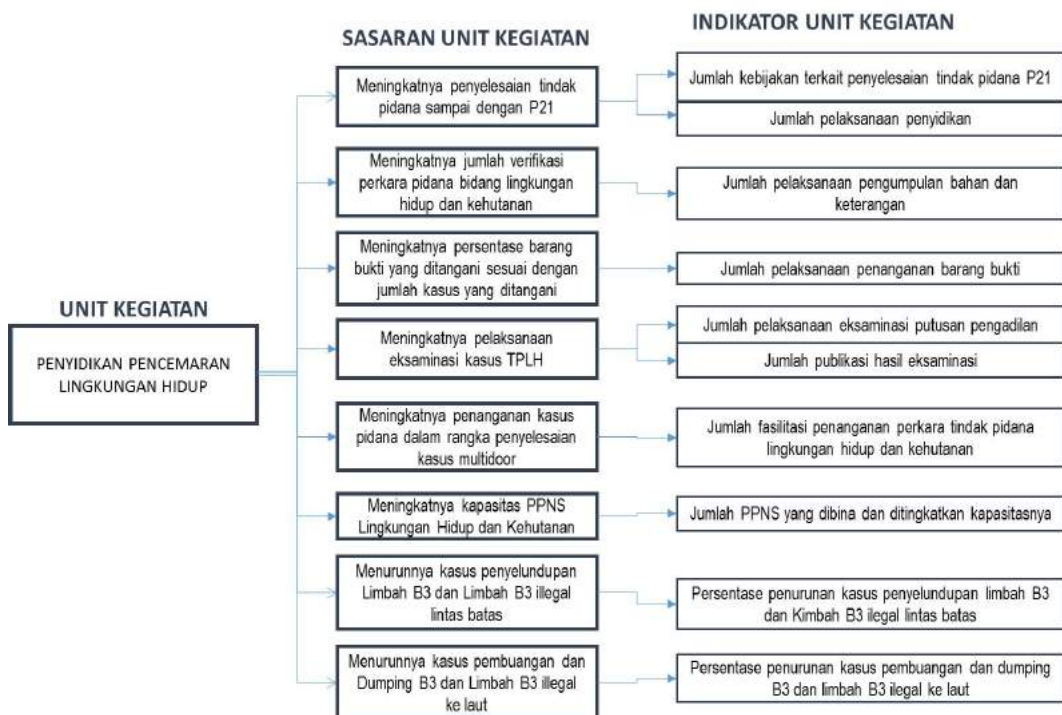 INDIKATOR UNIT KEGIATAN
SASARAN UNIT KEGIATAN
UNIT KEGIATAN
PENYIDIKAN PENCEMARAN
LINGKUNGAN HIDUP
Meningkatnya penyelesaian tindak
pidana sampai dengan P21
Jumlah kebijakan terkait penyelesaian tindak pidana P21
Jumlah pelaksanaan penyidikan
Meningkatnya jumlah verifikasi
perkara pidana bidang lingkungan
hidup dan kehutanan
Jumlah pelaksanaan pengumpulan bahan dan
keterangan
Meningkatnya persentase barang
bukti yang ditangani sesuai dengan
jumlah kasus yang ditangani
Jumlah pelaksanaan penanganan barang bukti
Meningkatnya pelaksanaan
eksaminasi kasus TPLH
Jumlah pelaksanaan eksaminasi putusan pengadilan
Jumlah publikasi hasil eksaminasi
Meningkatnya penanganan kasus
pidana dalam rangka penyelesaian
kasus multidoor
Jumlah fasilitasi penanganan perkara tindak pidana
lingkungan hidup dan kehutanan
Meningkatnya kapasitas PPNS
Lingkungan Hidup dan Kehutanan
Jumlah PPNS yang dibina dan ditingkatkan kapasitasnya
Menurunnya kasus penyelundupan
Limbah B3 dan Limbah B3 illegal
lintas batas
Persentase penurunan kasus penyelundupan limbah B3
dan Kimbah B3 ilegal lintas batas
Menurunnya kasus pembuangan dan
Dumping B3 dan Limbah B3 illegal
ke laut
Persentase penurunan kasus pembuangan dan dumping
B3 dan limbah B3 ilegal ke laut